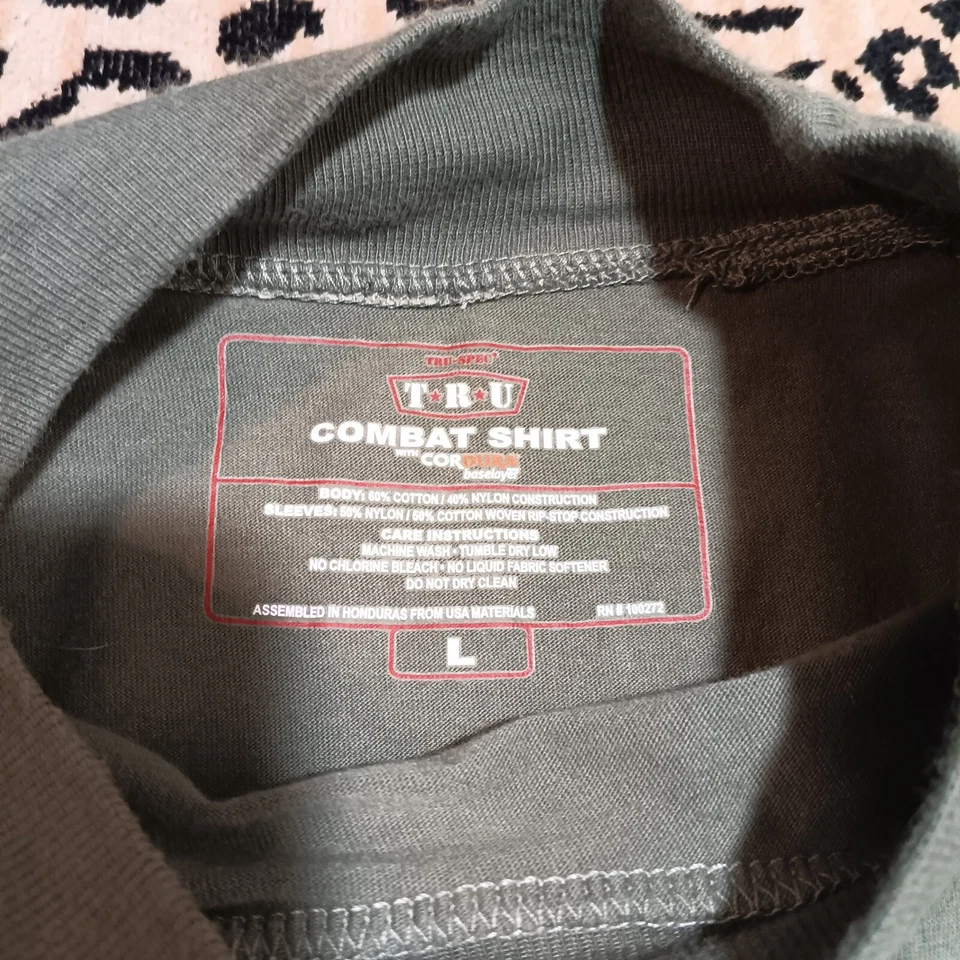 TRU-SPEC®
T★R★U
COMBAT SHIRT
WITH CORDURA
baselayer
BODY: 60% COTTON / 40% NYLON CONSTRUCTION
SLEEVES: 50% NYLON / 50% COTTON WOVEN RIP-STOP CONSTRUCTION
CARE INSTRUCTIONS
MACHINE WASH • TUMBLE DRY LOW
NO CHLORINE BLEACH • NO LIQUID FABRIC SOFTENER
DO NOT DRY CLEAN
ASSEMBLED IN HONDURAS FROM USA MATERIALS RN # 100272
L